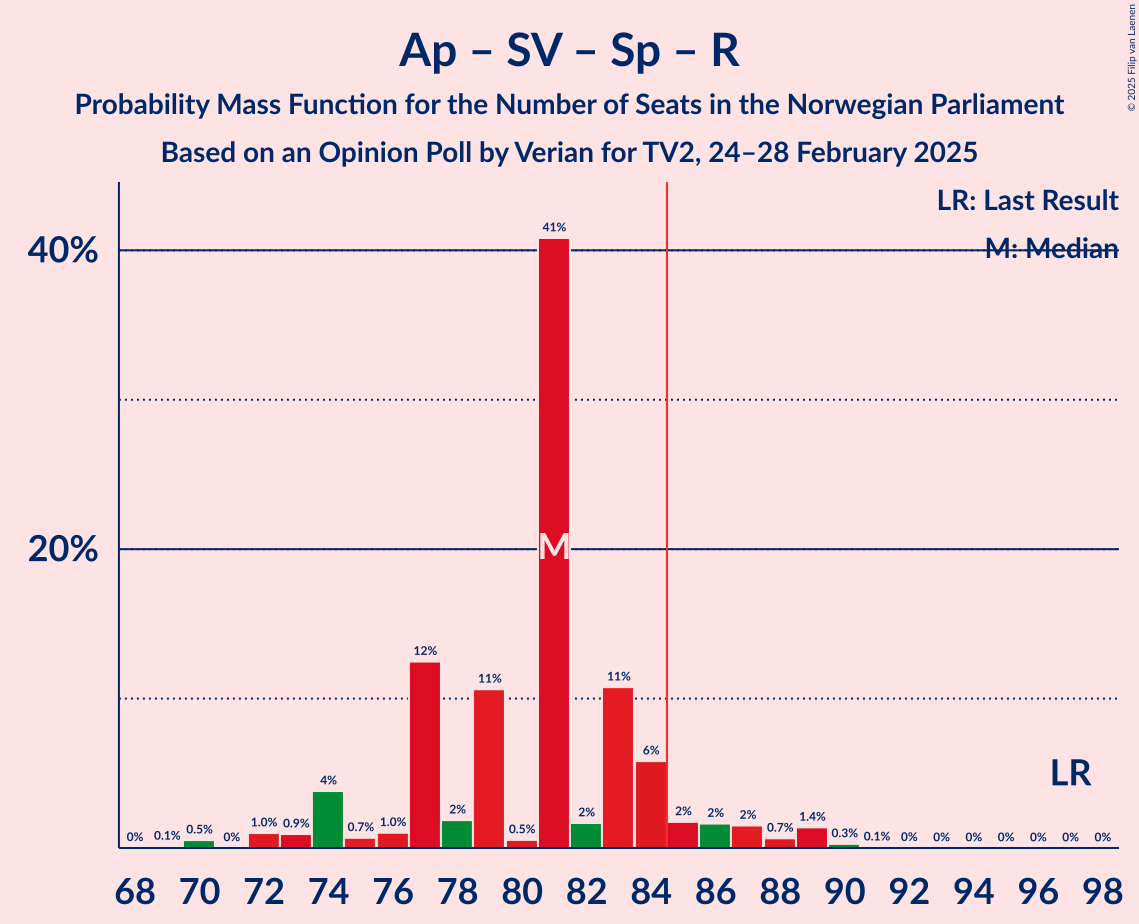 Ap – SV – Sp – R
Probability Mass Function for the Number of Seats in the Norwegian Parliament
Based on an Opinion Poll by Verian for TV2, 24–28 February 2025
© 2025 Filip van Laenen
LR: Last Result
M: Median
40%
20%
0% 0.1% 0.5% 0% 1.0% 0.9% 4% 0.7% 1.0% 12% 2% 11% 0.5% 41% 2% 11% 6% 2% 2% 2% 0.7% 1.4% 0.3% 0.1% 0% 0% 0% 0% 0% 0% 0%
M
LR
68 70 72 74 76 78 80 82 84 86 88 90 92 94 96 98